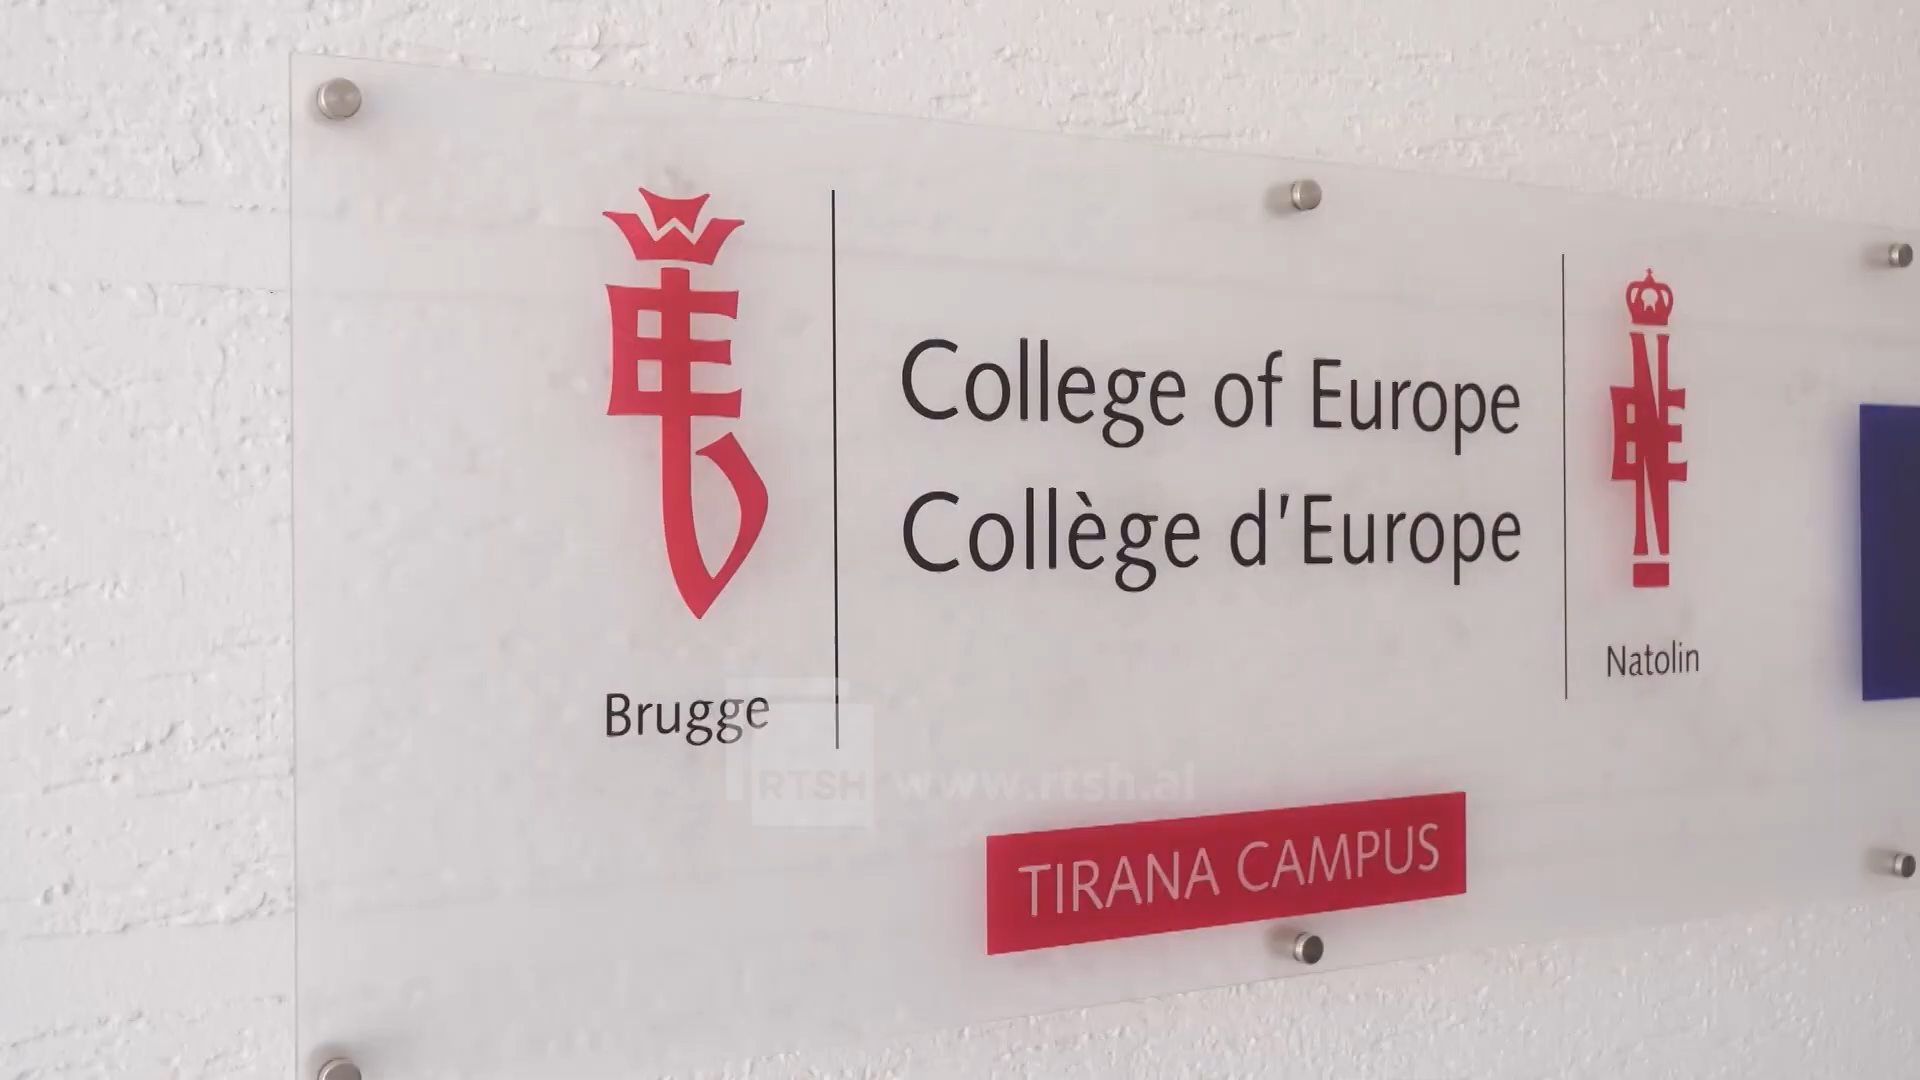 College of Europe
Collège d'Europe
Brugge
Natolin
RTSH www.rtsh.al
TIRANA CAMPUS